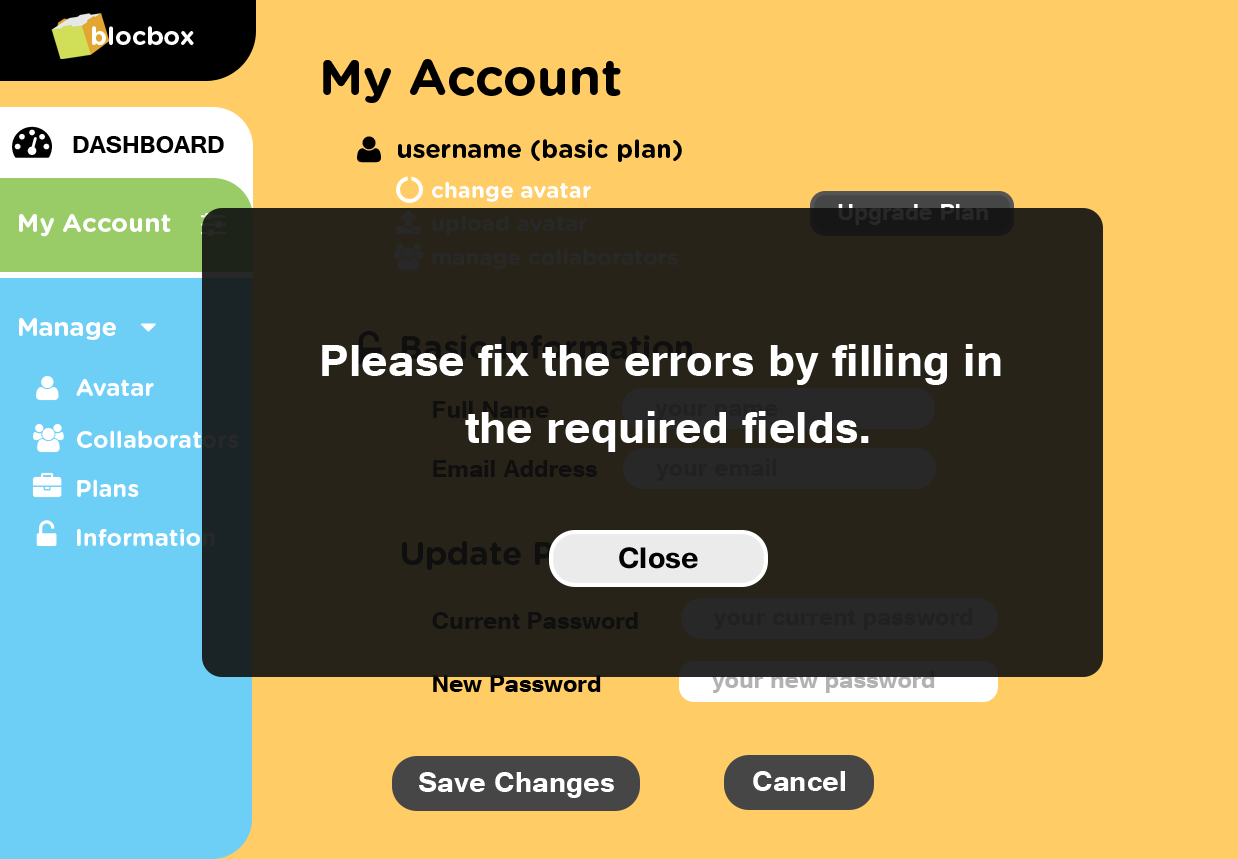 blocbox
My Account
DASHBOARD
username (basic plan)
change avatar
Upgrade Plan
My Account
upload avatar
manage collaborators
Manage
Basic Information
Please fix the errors by filling in
Avatar
Full Name your name
the required fields.
Collaborators
Email Address your email
Plans
Information
Update
Close
Current Password your current password
New Password your new password
Save Changes Cancel